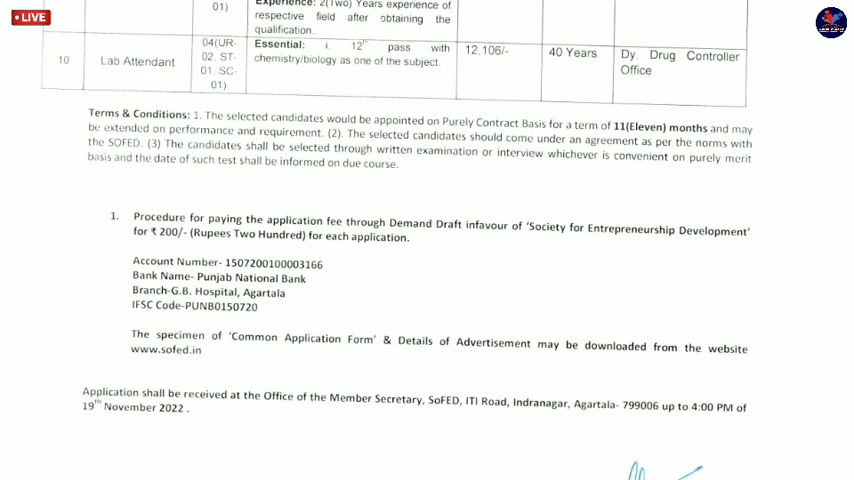 LIVE
01)
Experience: 2(Two) Years experience of
respective field after obtaining the
qualification.
10
Lab Attendant
04(UR-
02, ST-
01, SC-
01)
Essential: i. 12th pass with
chemistry/biology as one of the subject.
12,106/-
40 Years
Dy. Drug Controller
Office
Terms & Conditions: 1. The selected candidates would be appointed on Purely Contract Basis for a term of 11(Eleven) months and may
be extended on performance and requirement. (2). The selected candidates should come under an agreement as per the norms with
the SOFED. (3) The candidates shall be selected through written examination or interview whichever is convenient on purely merit
basis and the date of such test shall be informed on due course.
1. Procedure for paying the application fee through Demand Draft infavour of ‘Society for Entrepreneurship Development’
for ₹ 200/- (Rupees Two Hundred) for each application.
Account Number- 1507200100003166
Bank Name- Punjab National Bank
Branch-G.B. Hospital, Agartala
IFSC Code-PUNB0150720
The specimen of ‘Common Application Form’ & Details of Advertisement may be downloaded from the website
www.sofed.in
Application shall be received at the Office of the Member Secretary, SoFED, ITI Road, Indranagar, Agartala- 799006 up to 4:00 PM of
19th November 2022 .